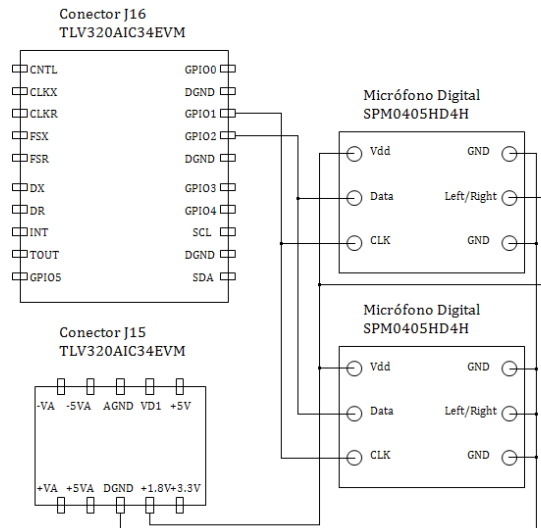 Conector J16
TLV320AIC34EVM
CNTL GPIO0
CLKX DGND
CLKR GPIO1
FSX GPIO2
FSR DGND
DX GPIO3
DR GPIO4
INT SCL
TOUT DGND
GPIO5 SDA
Micrófono Digital
SPM0405HD4H
Vdd GND
Data Left/Right
CLK GND
Micrófono Digital
SPM0405HD4H
Vdd GND
Data Left/Right
CLK GND
Conector J15
TLV320AIC34EVM
-VA -5VA AGND VD1 +5V
+VA +5VA DGND +1.8V+3.3V